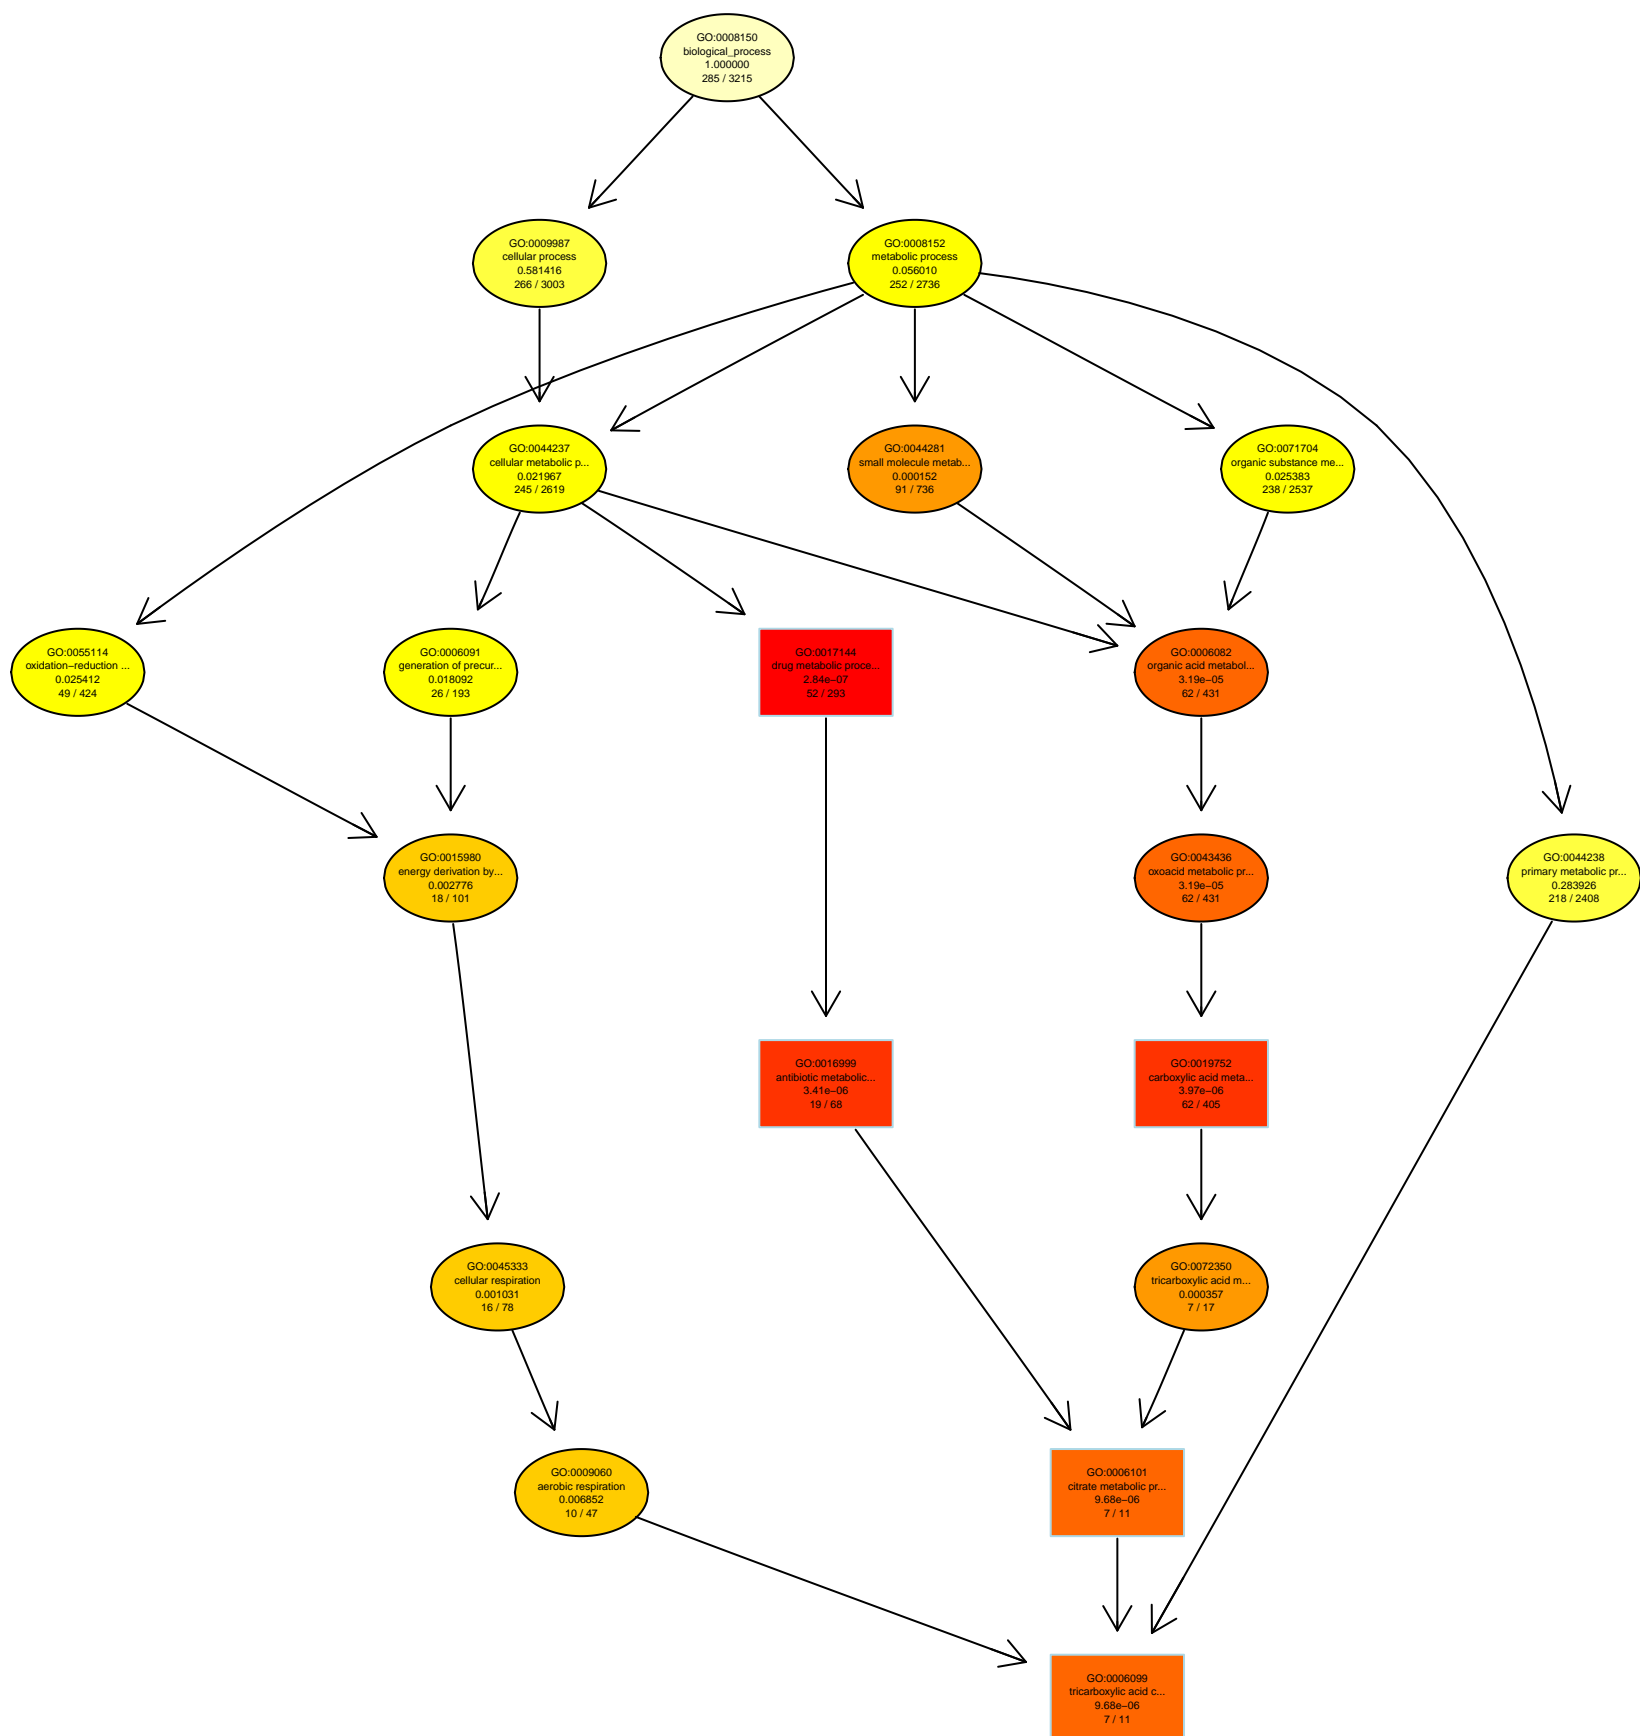 GO:0008150
biological_process
1.000000
285 / 3215
GO:0009987
cellular process
0.581416
266 / 3003
GO:0008152
metabolic process
0.056010
252 / 2736
GO:0044237
cellular metabolic p...
0.021967
245 / 2619
GO:0044281
small molecule metab...
0.000152
91 / 736
GO:0071704
organic substance me...
0.025383
238 / 2537
GO:0055114
oxidation−reduction ...
0.025412
49 / 424
GO:0006091
generation of precur...
0.018092
26 / 193
GO:0017144
drug metabolic proce...
2.84e−07
52 / 293
GO:0006082
organic acid metabol...
3.19e−05
62 / 431
GO:0015980
energy derivation by...
0.002776
18 / 101
GO:0043436
oxoacid metabolic pr...
3.19e−05
62 / 431
GO:0044238
primary metabolic pr...
0.283926
218 / 2408
GO:0016999
antibiotic metabolic...
3.41e−06
19 / 68
GO:0019752
carboxylic acid meta...
3.97e−06
62 / 405
GO:0045333
cellular respiration
0.001031
16 / 78
GO:0072350
tricarboxylic acid m...
0.000357
7 / 17
GO:0009060
aerobic respiration
0.006852
10 / 47
GO:0006101
citrate metabolic pr...
9.68e−06
7 / 11
GO:0006099
tricarboxylic acid c...
9.68e−06
7 / 11